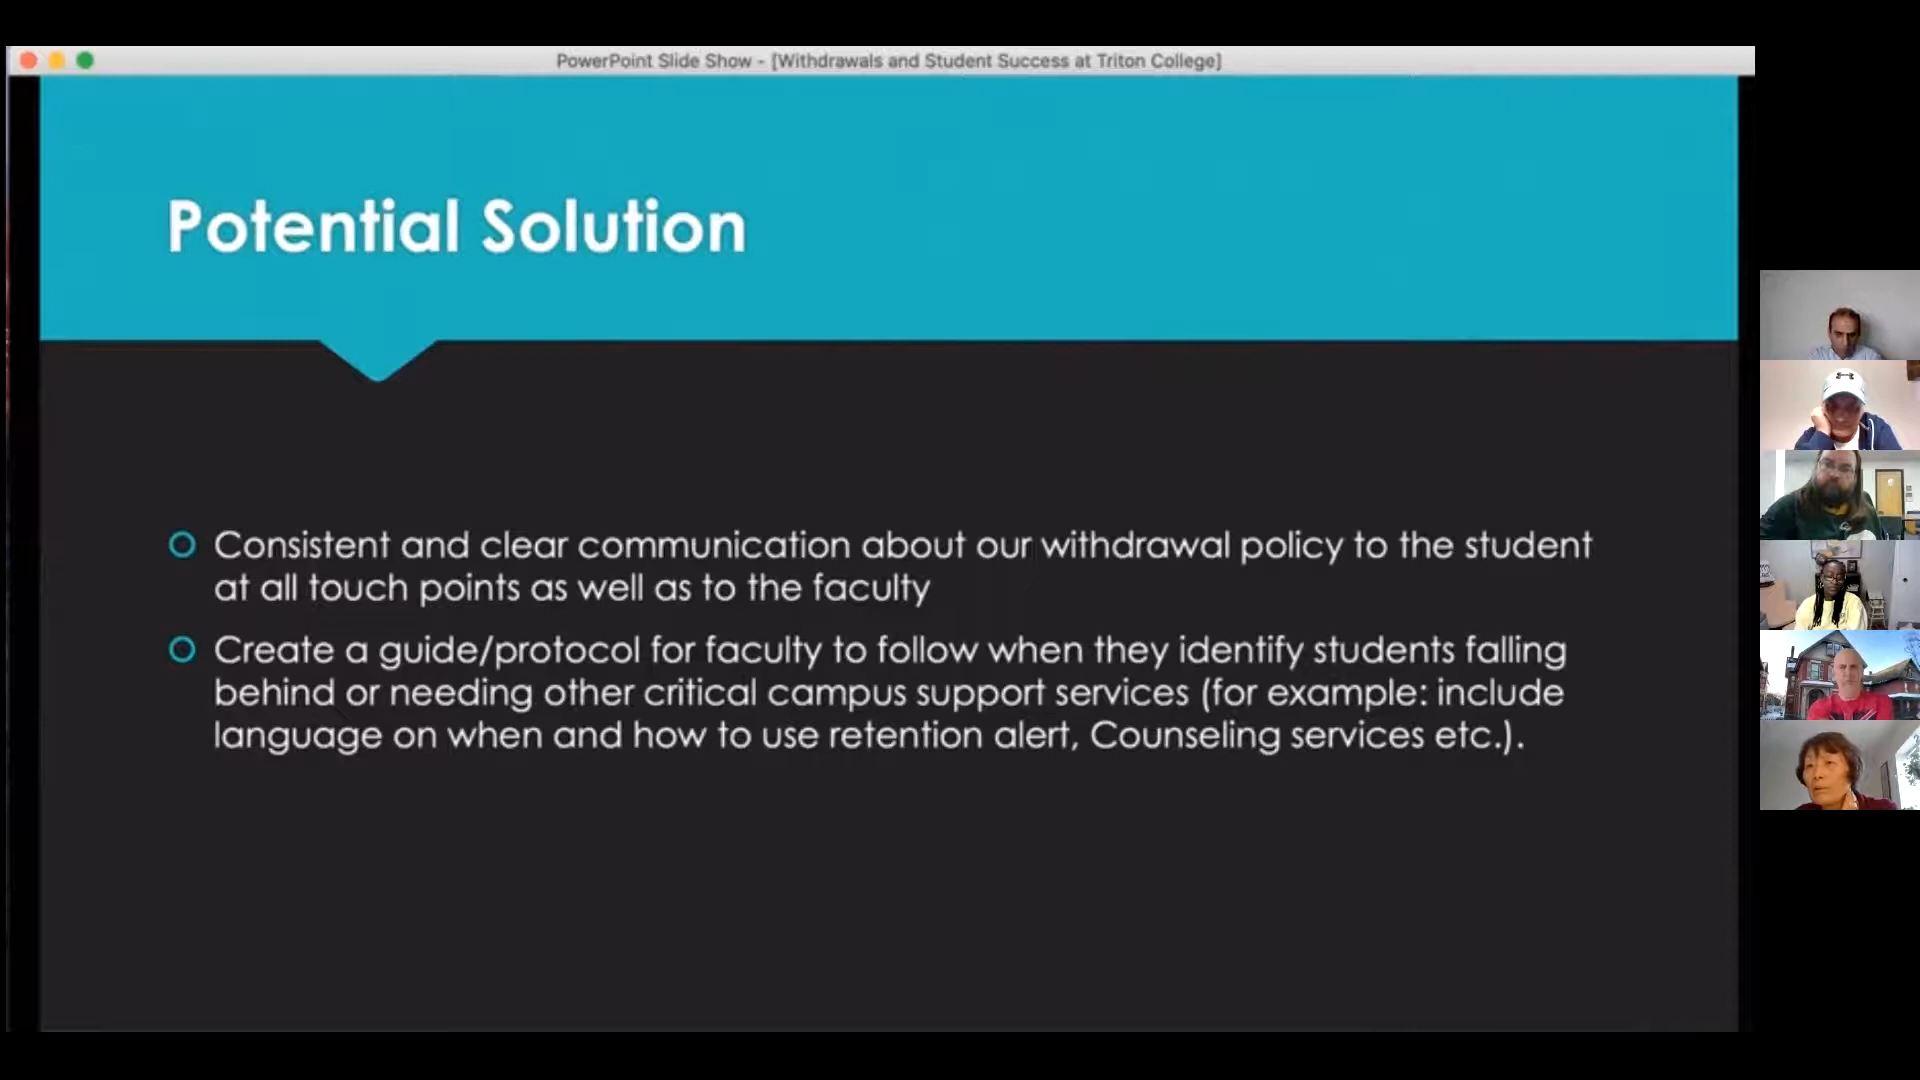 PowerPoint Slide Show - [Withdrawals and Student Success at Triton College]
Potential Solution
Consistent and clear communication about our withdrawal policy to the student
at all touch points as well as to the faculty
Create a guide/protocol for faculty to follow when they identify students falling
behind or needing other critical campus support services (for example: include
language on when and how to use retention alert, Counseling services etc.).